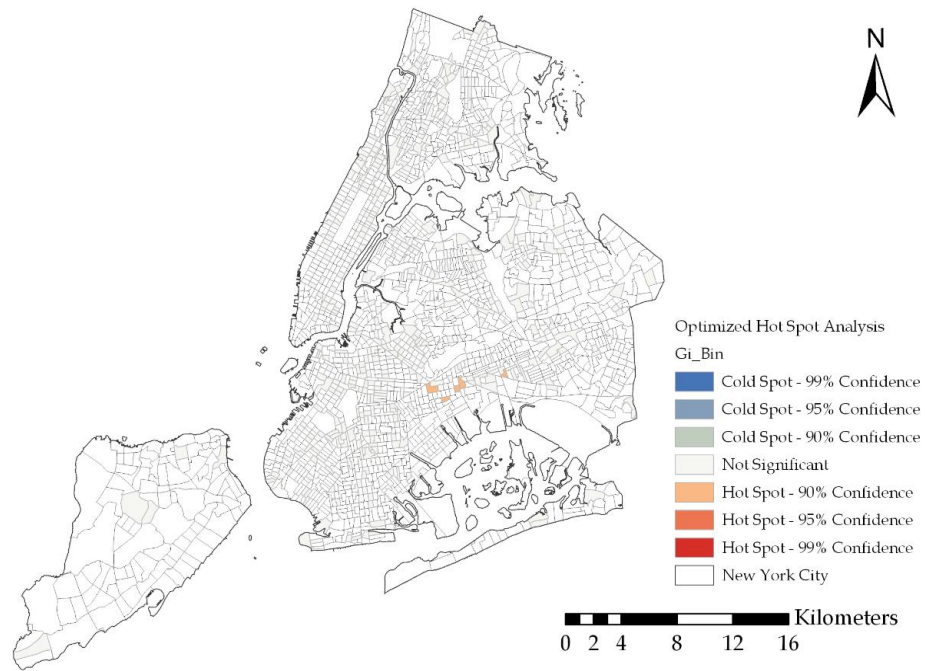 N
Optimized Hot Spot Analysis
Gi_Bin
Cold Spot - 99% Confidence
Cold Spot - 95% Confidence
Cold Spot - 90% Confidence
Not Significant
Hot Spot - 90% Confidence
Hot Spot - 95% Confidence
Hot Spot - 99% Confidence
New York City
Kilometers
0 2 4 8 12 16